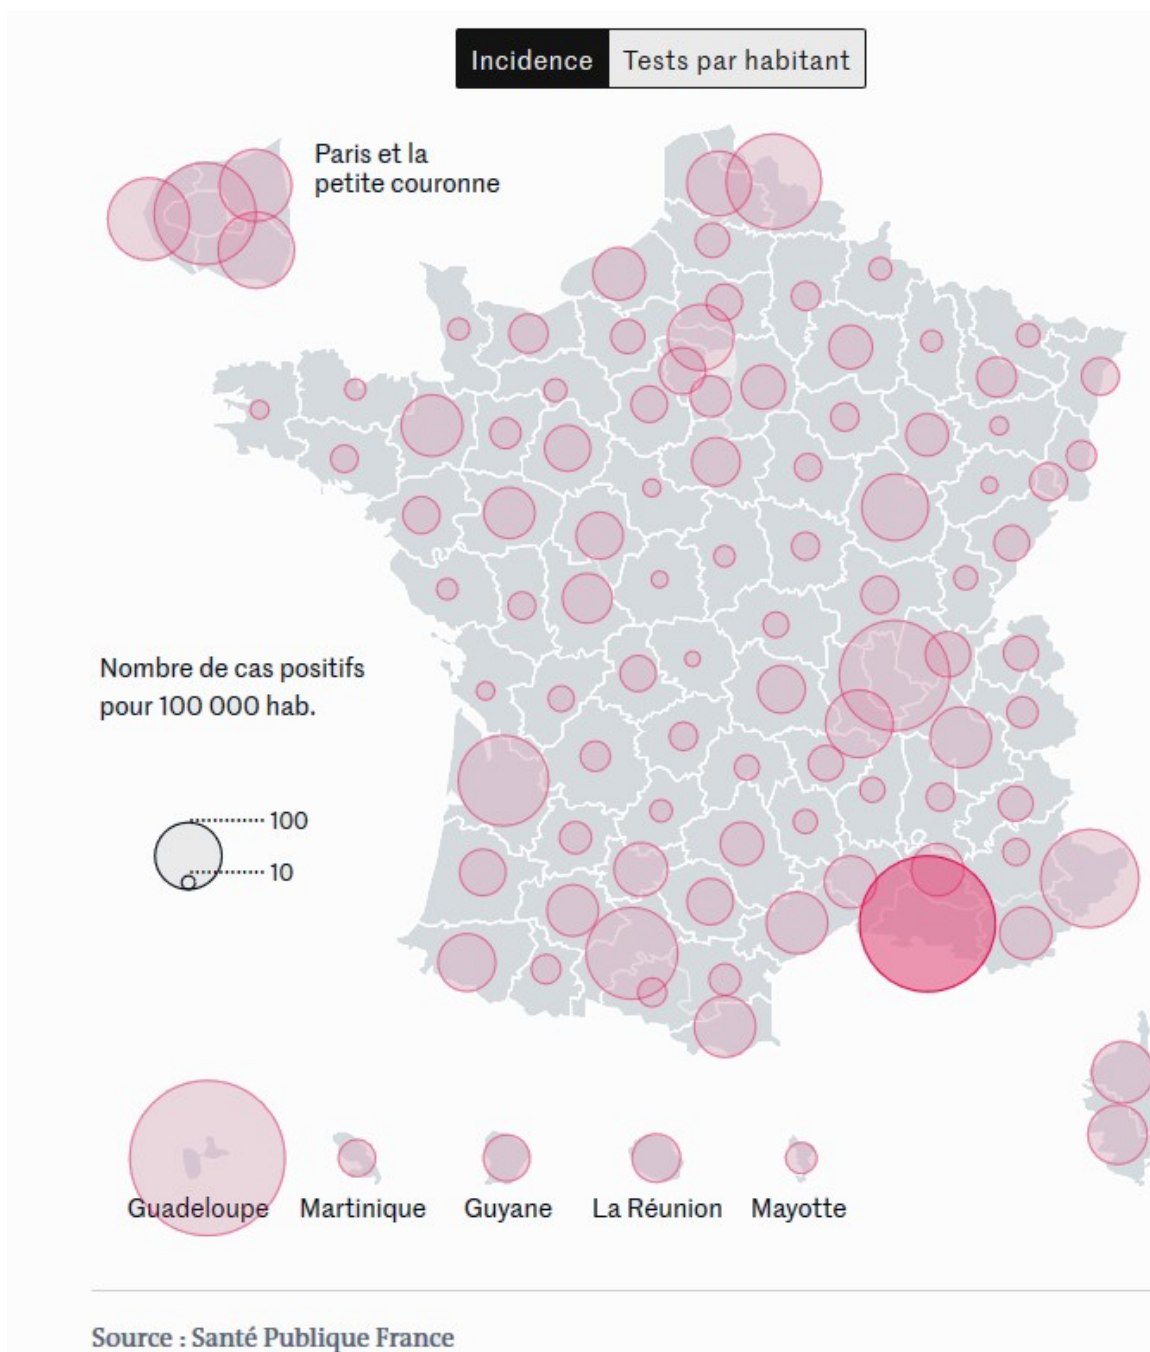 Incidence
Tests par habitant
Paris et la
petite couronne
Nombre de cas positifs
pour 100 000 hab.
100
10
Guadeloupe
Martinique
Guyane
La Réunion
Mayotte
Source : Santé Publique France